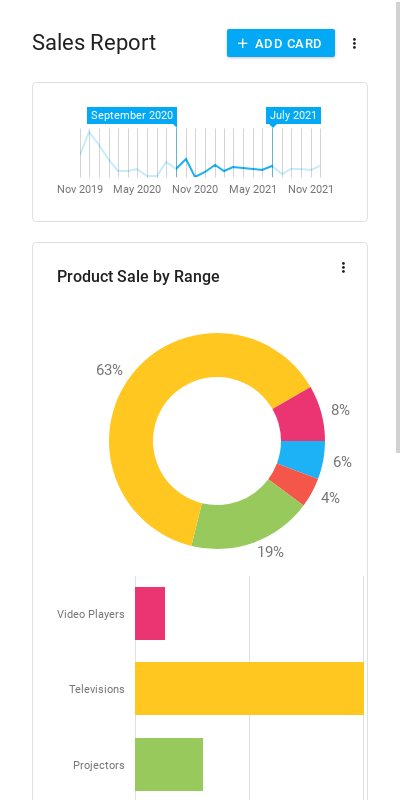 Sales Report
+ ADD CARD
September 2020 July 2021
Nov 2019 May 2020 Nov 2020 May 2021 Nov 2021
Product Sale by Range
63%
8%
6%
4%
19%
Video Players
Televisions
Projectors